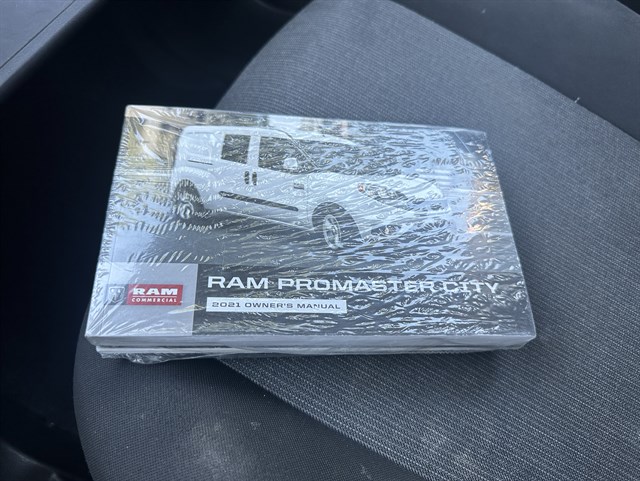 RAM PROMASTER CITY
2021 OWNER'S MANUAL
RAM
COMMERCIAL